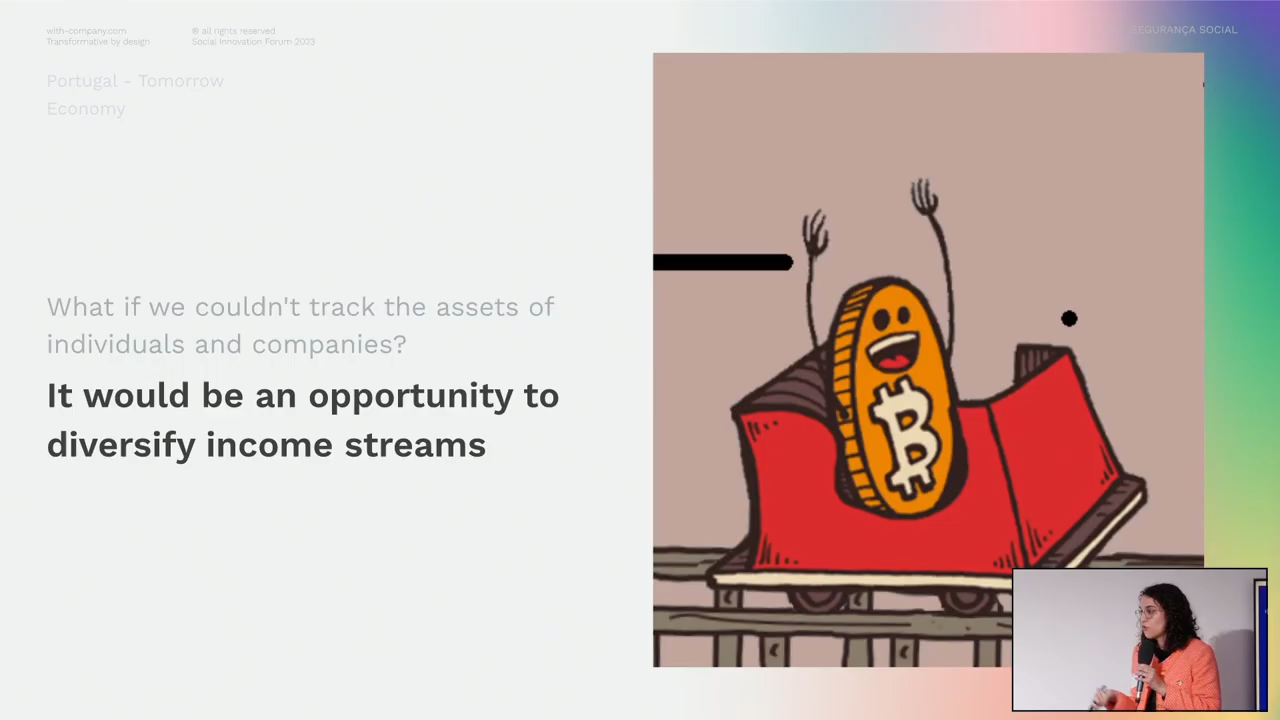 with-company.com
Transformative by design
® all rights reserved
Social Innovation Forum 2023
SEGURANÇA SOCIAL
Portugal - Tomorrow
Economy
What if we couldn't track the assets of
individuals and companies?
It would be an opportunity to
diversify income streams